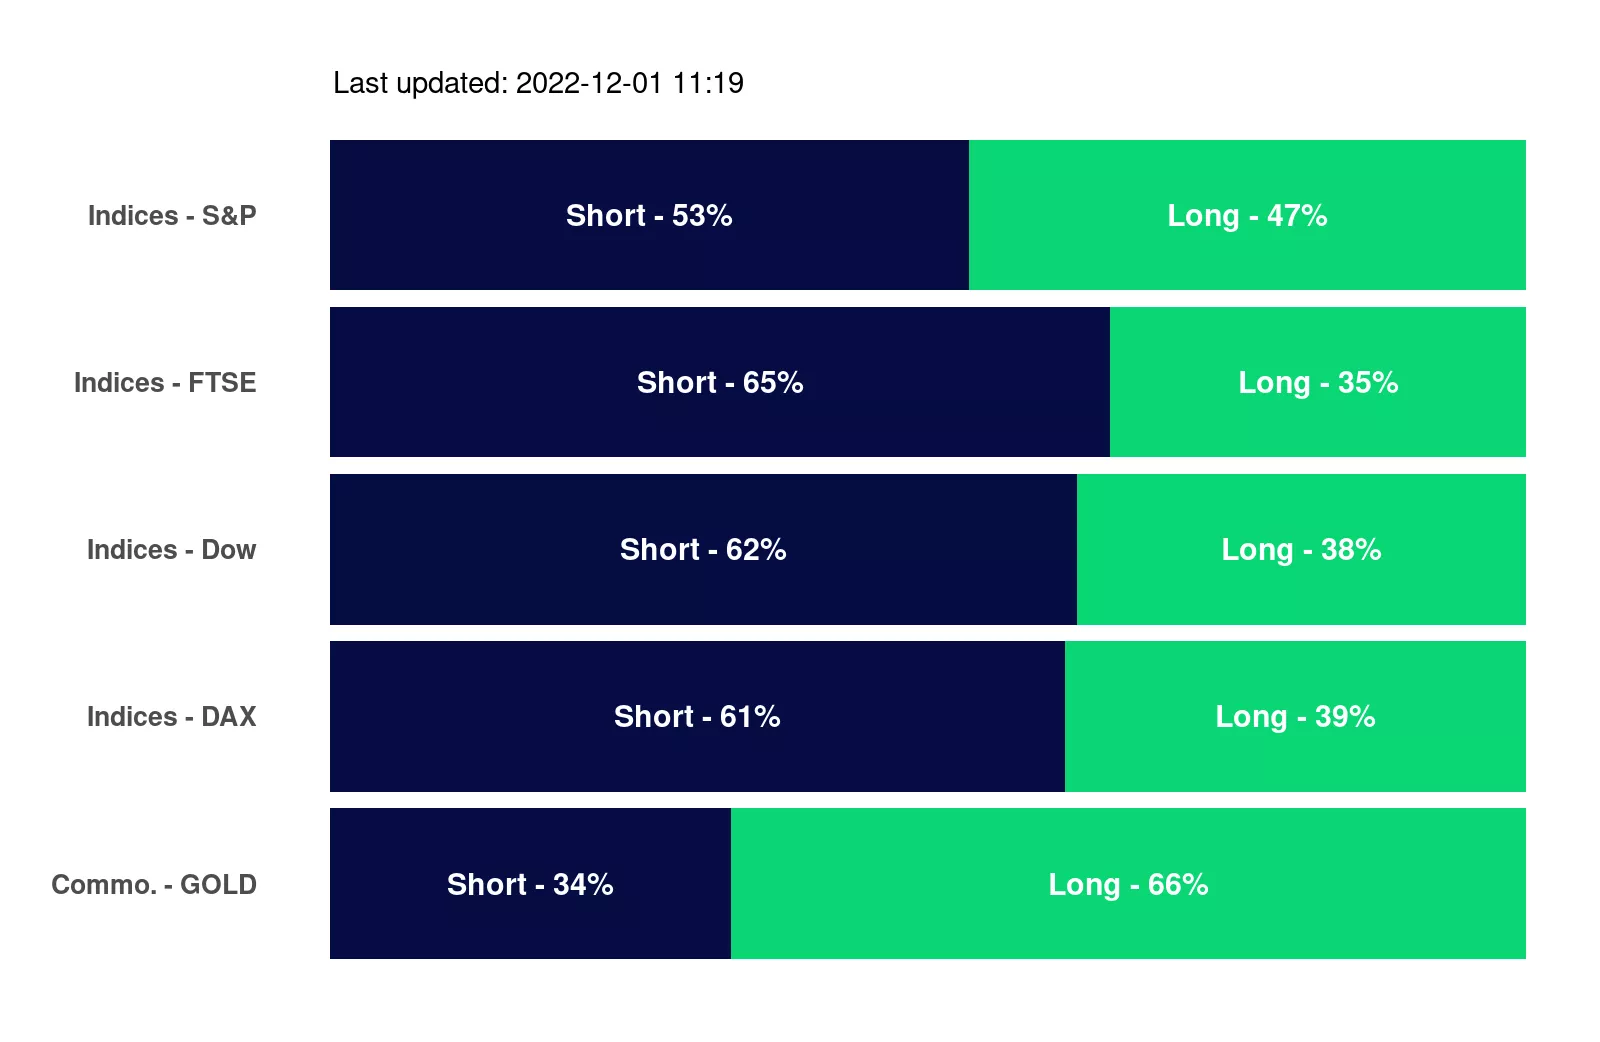 Last updated: 2022-12-01 11:19
Indices - S&P Short - 53% Long - 47%
Indices - FTSE Short - 65% Long - 35%
Indices - Dow Short - 62% Long - 38%
Indices - DAX Short - 61% Long - 39%
Commo. - GOLD Short - 34% Long - 66%